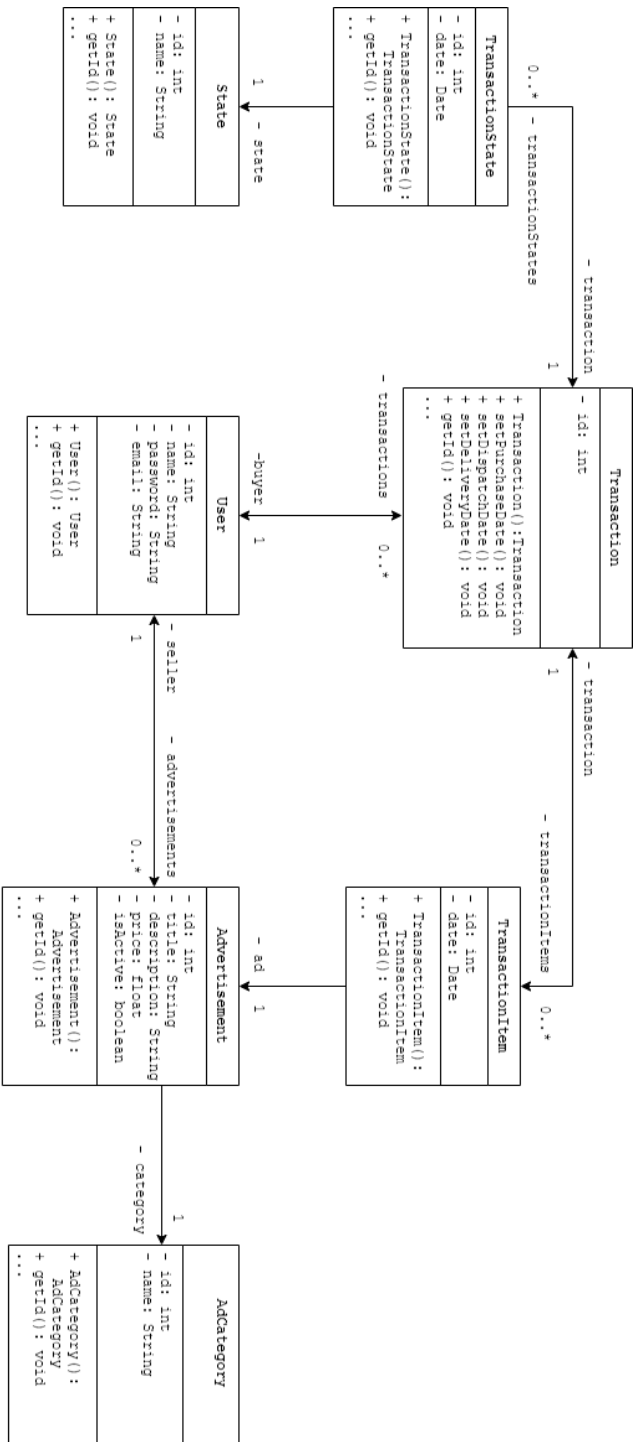 TransactionState
- id: int
- date: Date
+ TransactionState():
TransactionState
+ getId(): void
...
0..*
- transactionStates
- transaction
1
Transaction
- id: int
+ Transaction():Transaction
+ setPurchaseDate(): void
+ setDispatchDate(): void
+ setDeliveryDate(): void
+ getId(): void
...
- transaction
1
- transactionItems
0..*
TransactionItem
- id: int
- date: Date
+ TransactionItem():
TransactionItem
+ getId(): void
...
1
- state
- transactions
0..*
-buyer
1
- ad
1
State
- id: int
- name: String
+ State(): State
+ getId(): void
...
User
- id: int
- name: String
- password: String
- email: String
+ User(): User
+ getId(): void
...
- seller
1
- advertisements
0..*
Advertisement
- id: int
- title: String
- description: String
- price: float
- isActive: boolean
+ Advertisement():
Advertisement
+ getId(): void
...
1
- category
AdCategory
- id: int
- name: String
+ AdCategory():
AdCategory
+ getId(): void
...